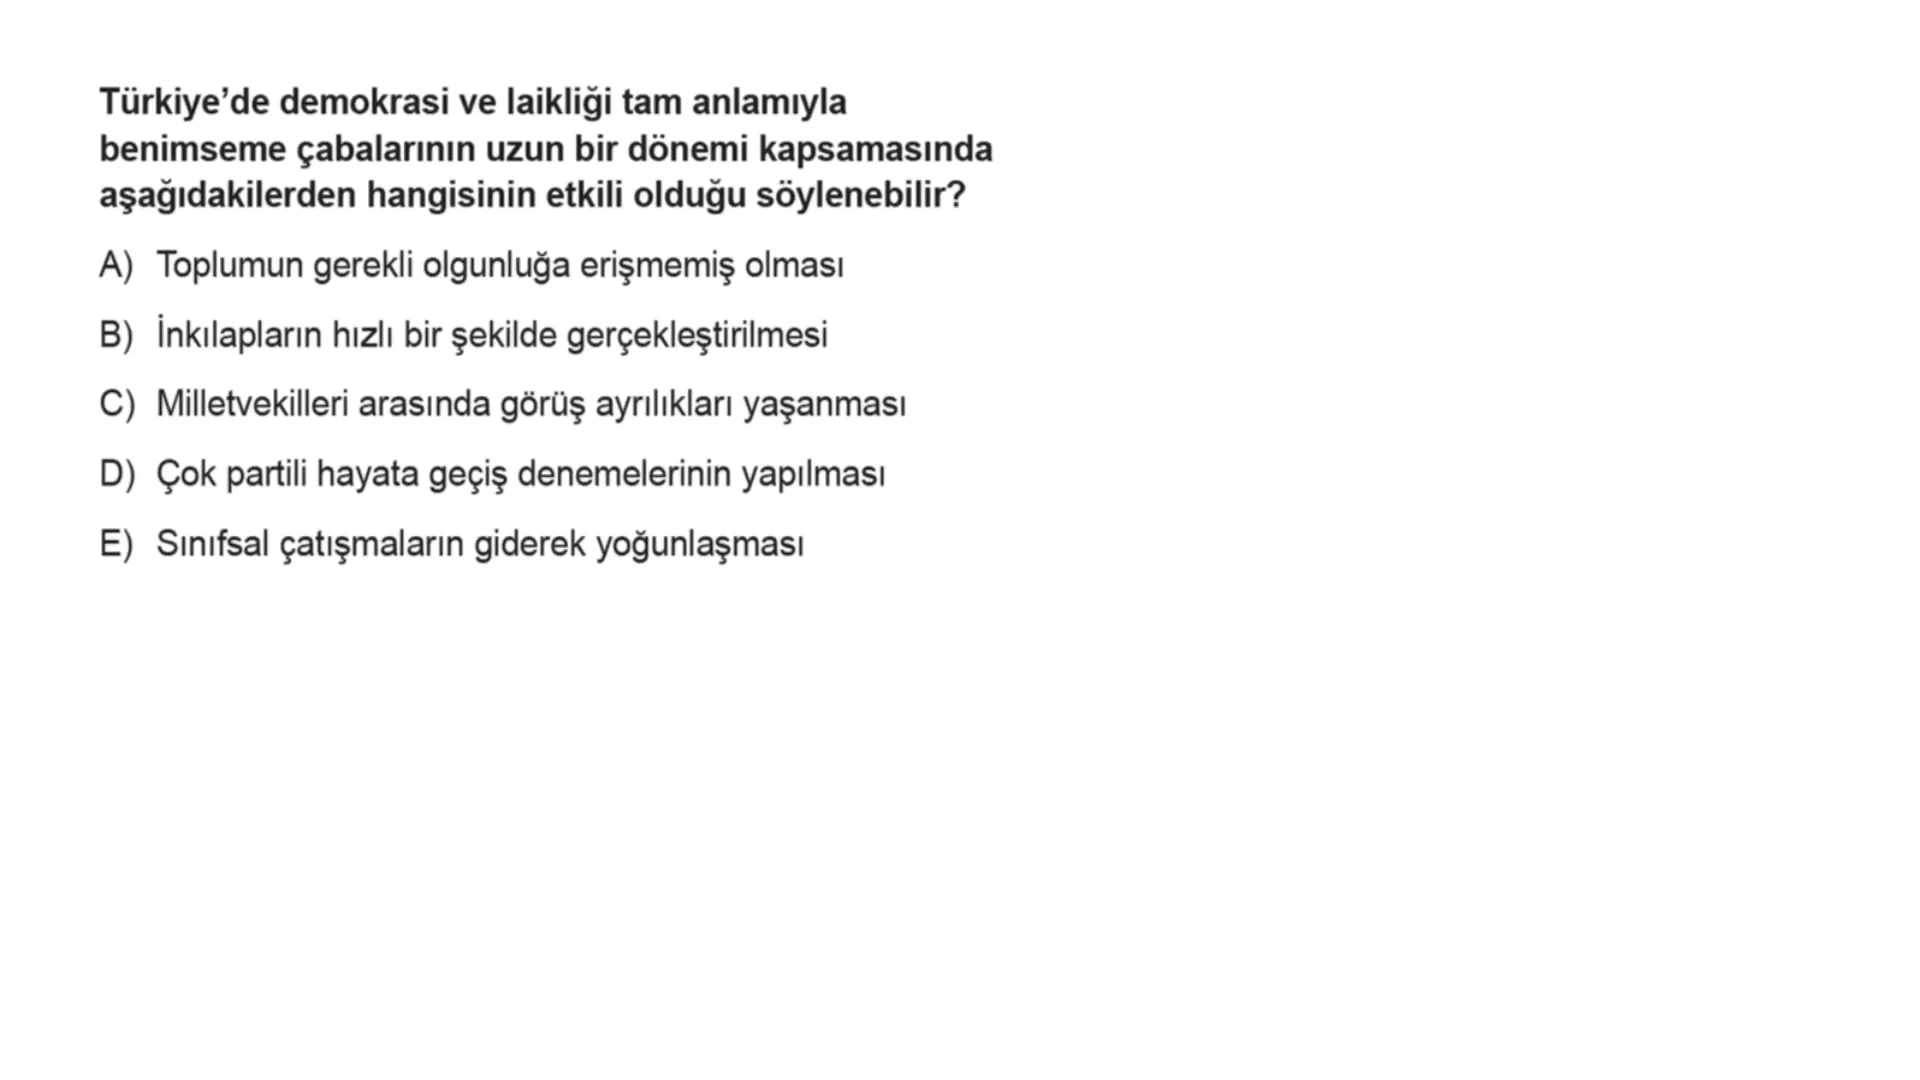 Türkiye’de demokrasi ve laikliği tam anlamıyla
benimseme çabalarının uzun bir dönemi kapsamasında
aşağıdakilerden hangisinin etkili olduğu söylenebilir?
A) Toplumun gerekli olgunluğa erişmemiş olması
B) İnkılapların hızlı bir şekilde gerçekleştirilmesi
C) Milletvekilleri arasında görüş ayrılıkları yaşanması
D) Çok partili hayata geçiş denemelerinin yapılması
E) Sınıfsal çatışmaların giderek yoğunlaşması